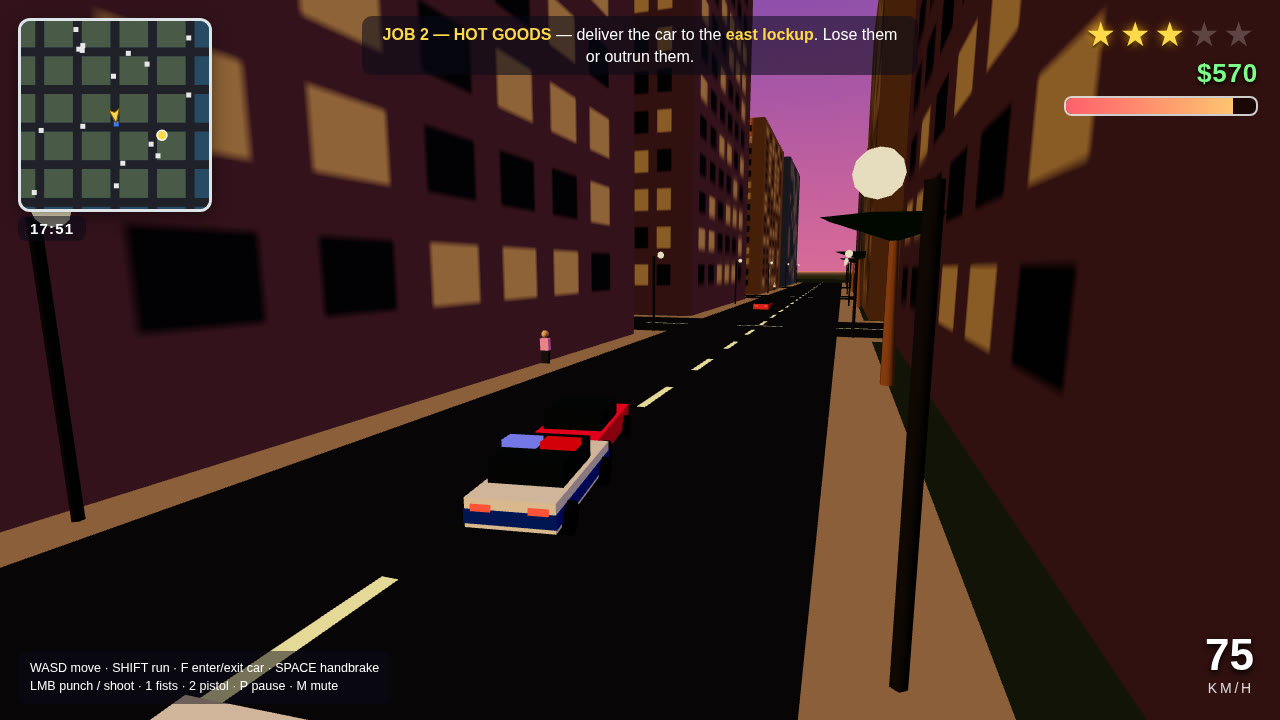 JOB 2 — HOT GOODS — deliver the car to the east lockup. Lose them
or outrun them.
$570
17:51
WASD move · SHIFT run · F enter/exit car · SPACE handbrake
LMB punch / shoot · 1 fists · 2 pistol · P pause · M mute
75
KM/H